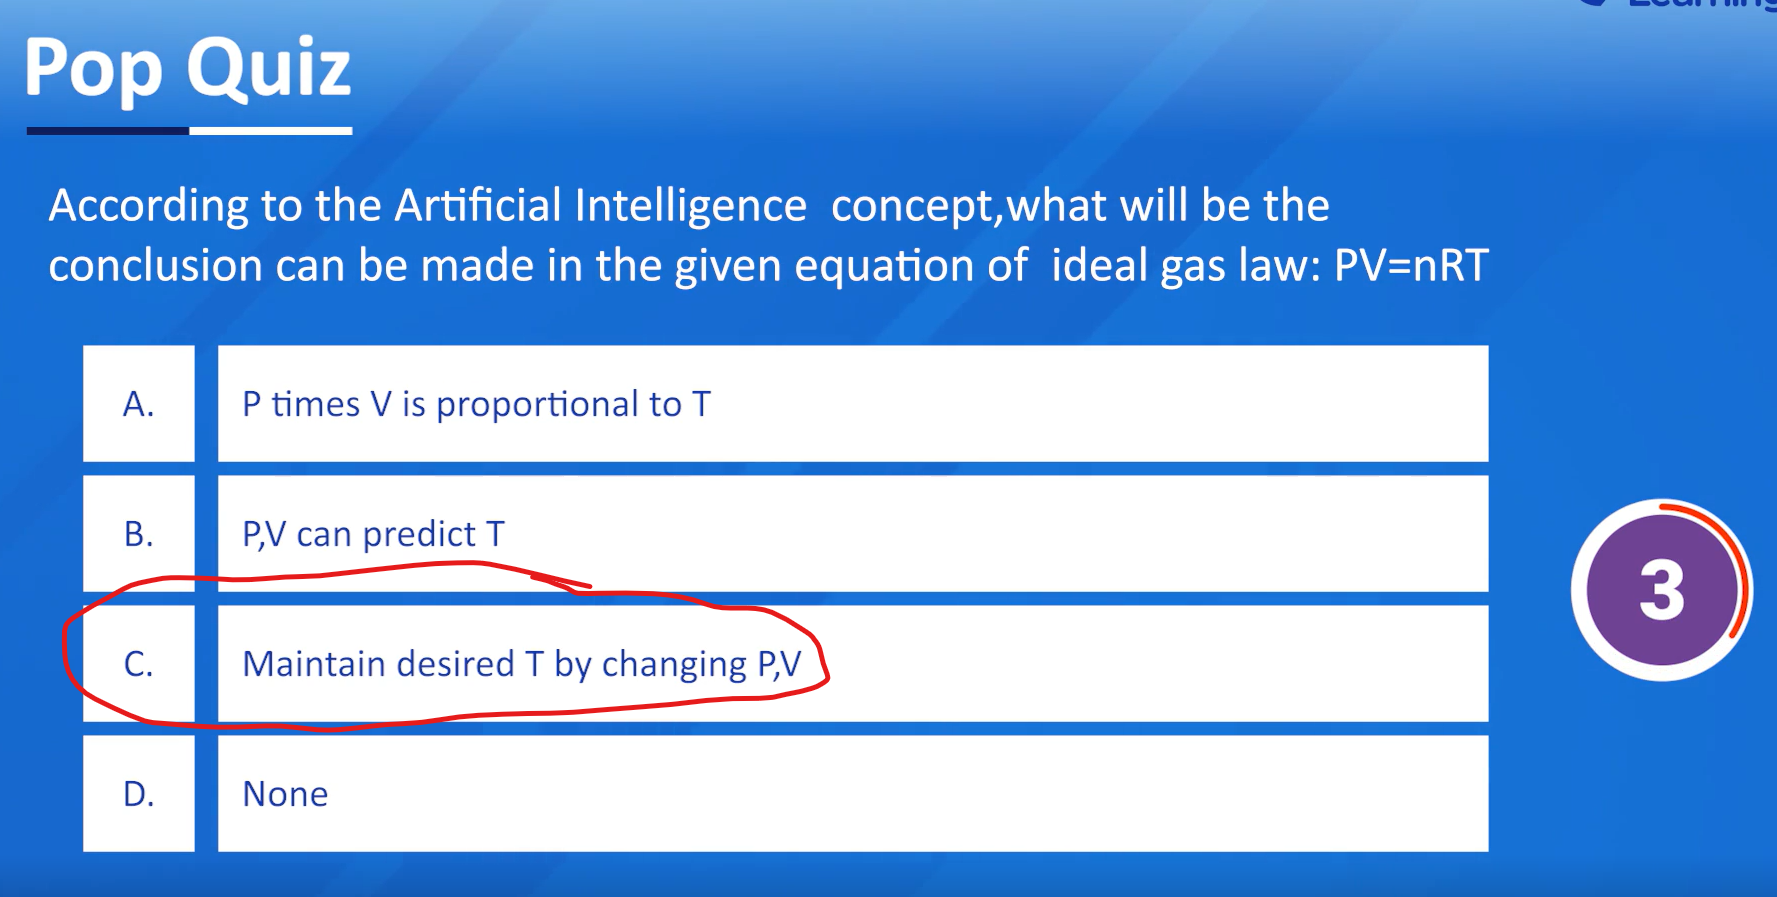 Pop Quiz
According to the Artificial Intelligence  concept,what will be the
conclusion can be made in the given equation of  ideal gas law: PV=nRT
A. P times V is proportional to T
B. P,V can predict T
3
C. Maintain desired T by changing P,V
D. None